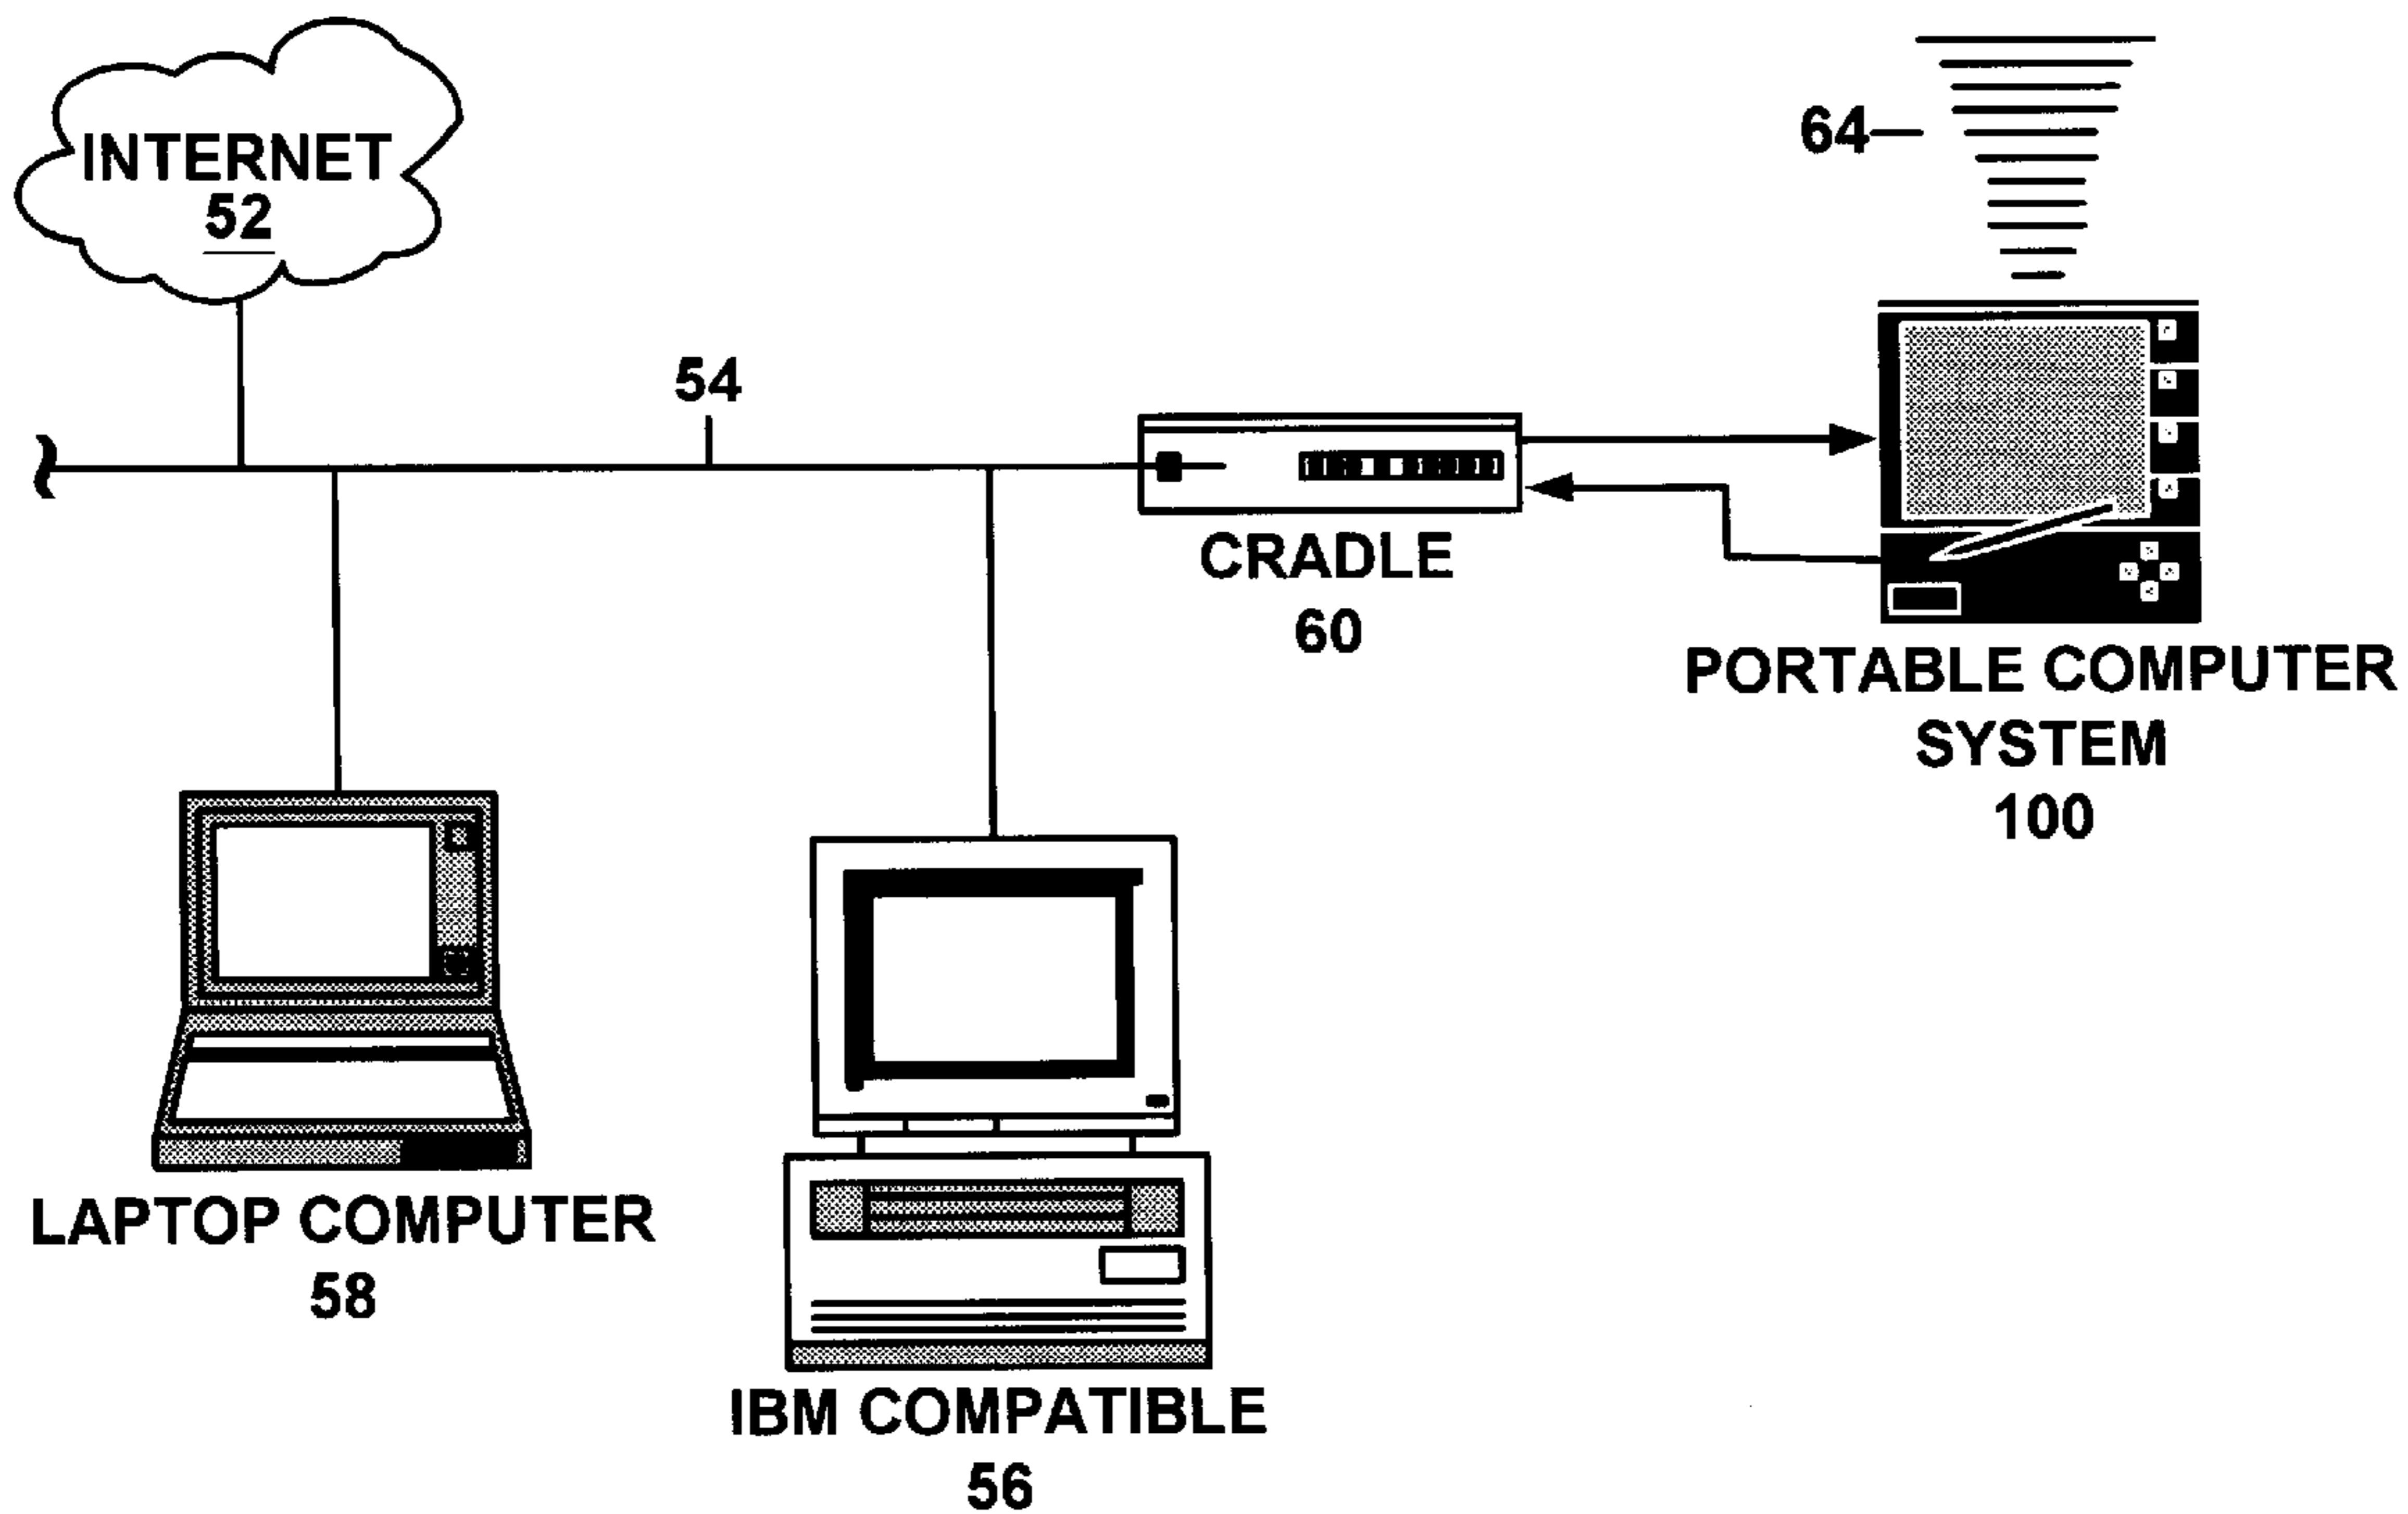 INTERNET
52
64
54
CRADLE
60
PORTABLE COMPUTER
SYSTEM
100
LAPTOP COMPUTER
58
IBM COMPATIBLE
56